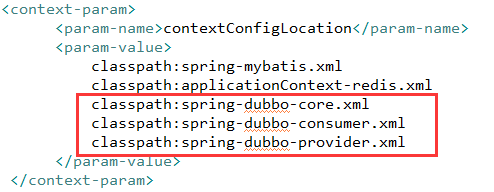 <context-param>
<param-name>contextConfigLocation</param-name>
<param-value>
classpath:spring-mybatis.xml
classpath:applicationContext-redis.xml
classpath:spring-dubbo-core.xml
classpath:spring-dubbo-consumer.xml
classpath:spring-dubbo-provider.xml
</param-value>
</context-param>